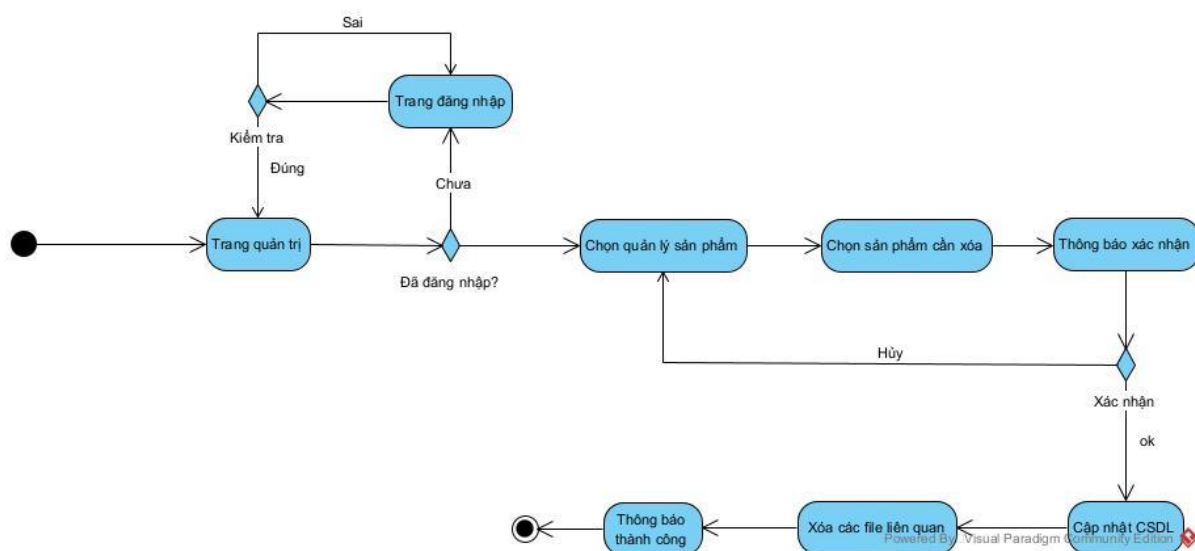 Sai
Trang đăng nhập
Kiểm tra
Đúng
Chưa
Trang quản trị
Đã đăng nhập?
Chọn quản lý sản phẩm
Chọn sản phẩm cần xóa
Thông báo xác nhận
Hủy
Xác nhận
ok
Thông báo
thành công
Xóa các file liên quan
Cập nhật CSDL
Powered By Visual Paradigm Community Edition